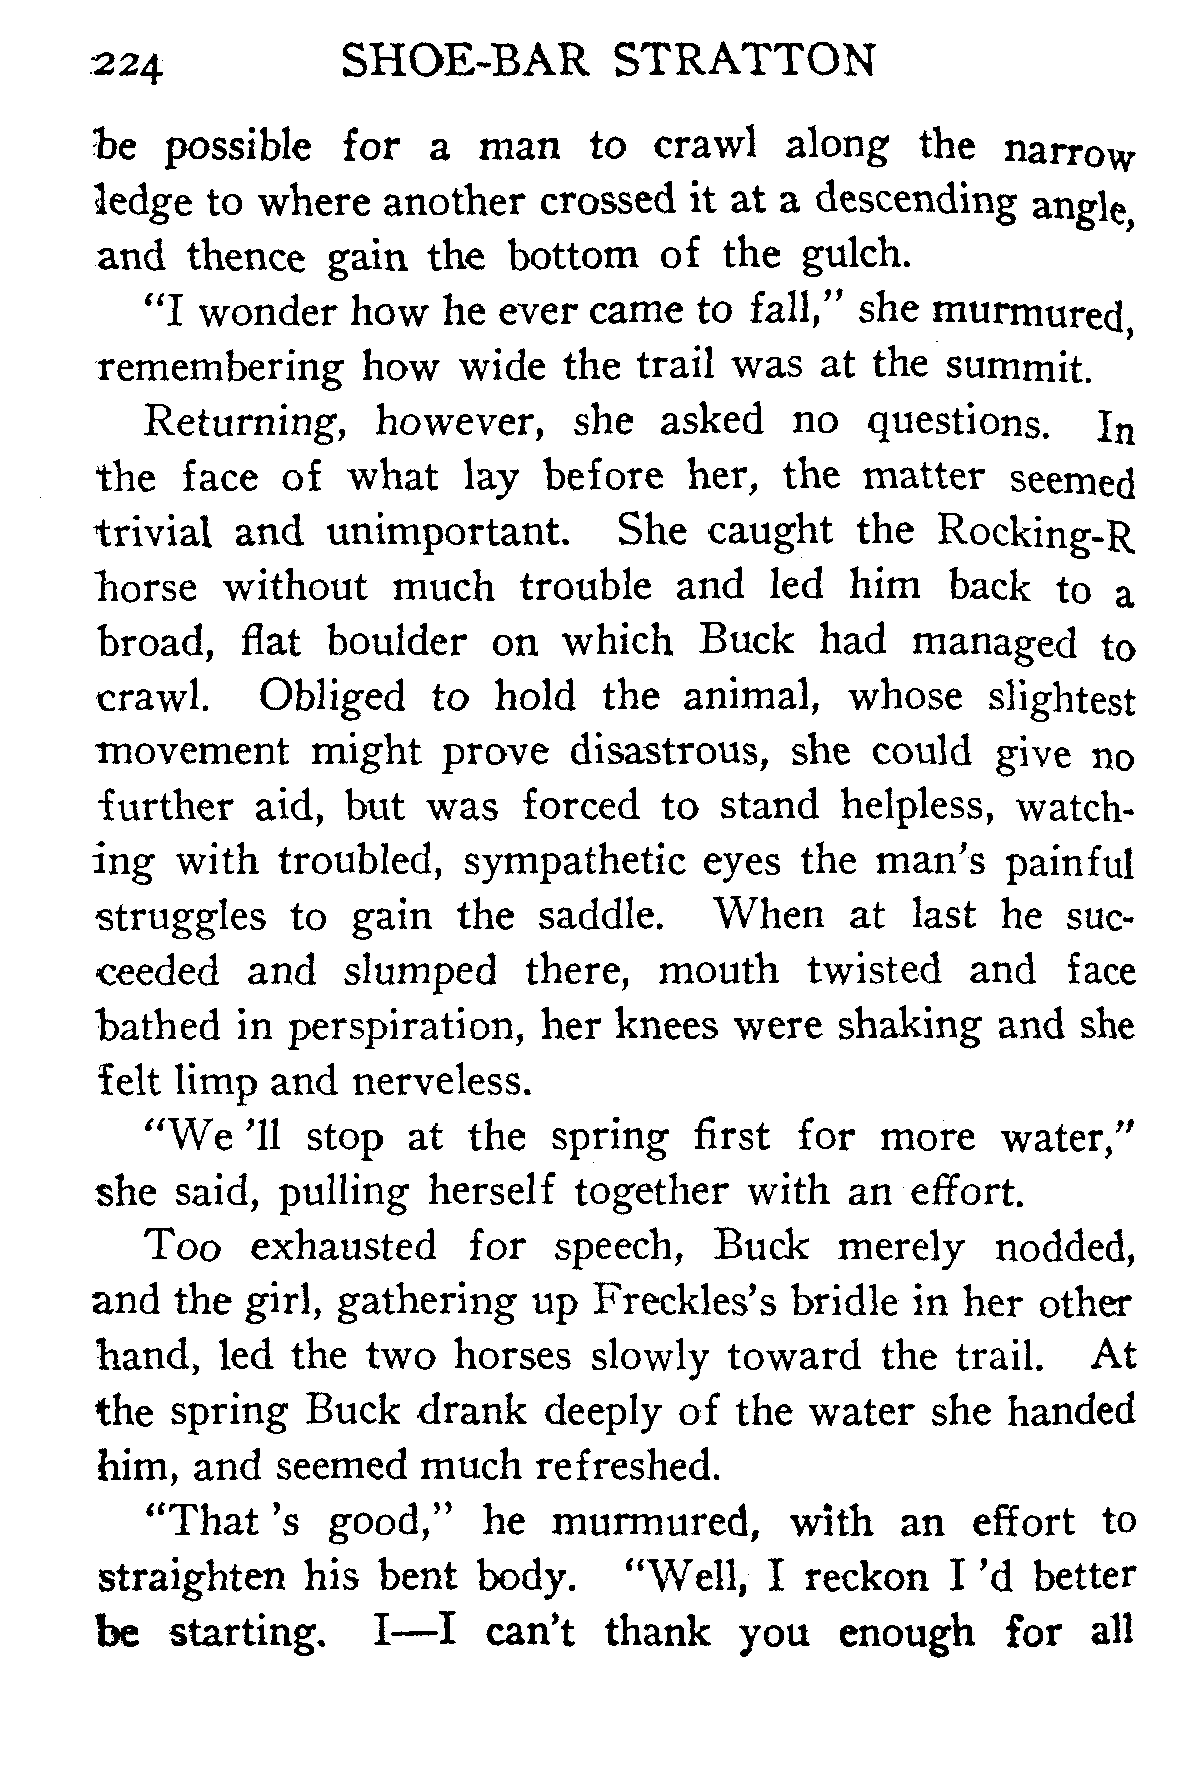 224 SHOE-BAR STRATTON
be possible for a man to crawl along the narrow
ledge to where another crossed it at a descending angle,
and thence gain the bottom of the gulch.
"I wonder how he ever came to fall," she murmured,
remembering how wide the trail was at the summit.
Returning, however, she asked no questions. In
the face of what lay before her, the matter seemed
trivial and unimportant. She caught the Rocking-R
horse without much trouble and led him back to a
broad, flat boulder on which Buck had managed to
crawl. Obliged to hold the animal, whose slightest
movement might prove disastrous, she could give no
further aid, but was forced to stand helpless, watch-
ing with troubled, sympathetic eyes the man's painful
struggles to gain the saddle. When at last he suc-
ceeded and slumped there, mouth twisted and face
bathed in perspiration, her knees were shaking and she
felt limp and nerveless.
"We 'll stop at the spring first for more water,"
she said, pulling herself together with an effort.
Too exhausted for speech, Buck merely nodded,
and the girl, gathering up Freckles's bridle in her other
hand, led the two horses slowly toward the trail. At
the spring Buck drank deeply of the water she handed
him, and seemed much refreshed.
"That 's good," he murmured, with an effort to
straighten his bent body. "Well, I reckon I 'd better
be starting. I—I can't thank you enough for all